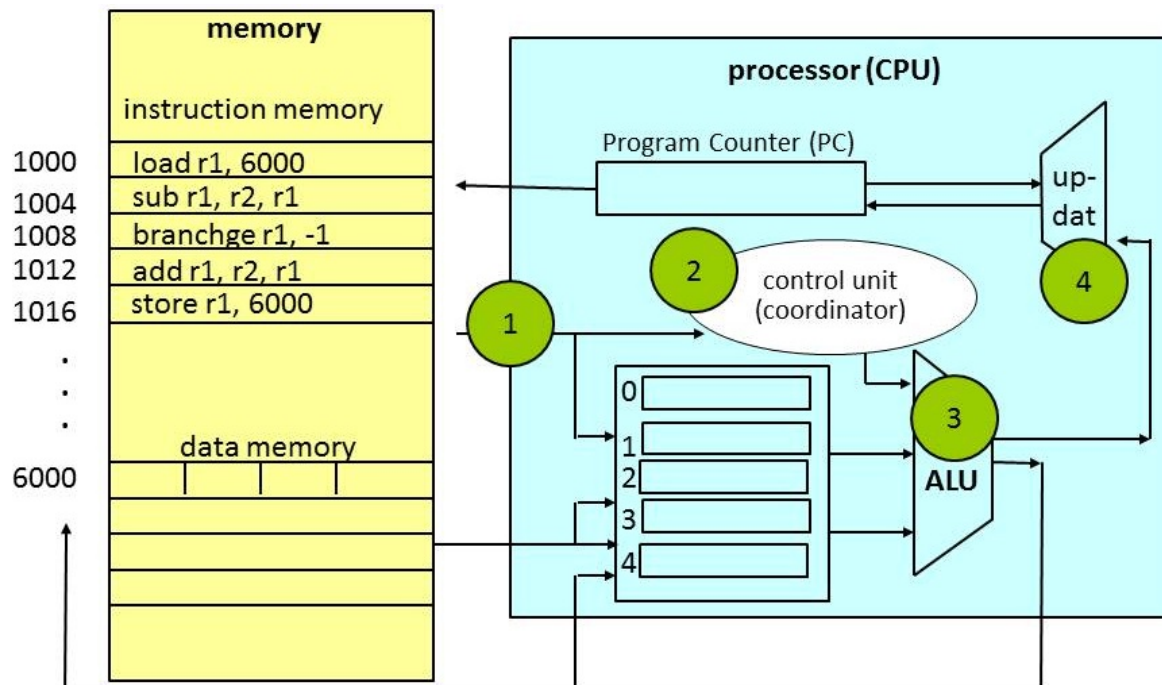 memory
instruction memory
1000 load r1, 6000
1004 sub r1, r2, r1
1008 branchge r1, -1
1012 add r1, r2, r1
1016 store r1, 6000
.
.
.
data memory
6000
processor (CPU)
Program Counter (PC)
up-
dat
4
2
control unit
(coordinator)
1
0
1
2
3
4
3
ALU